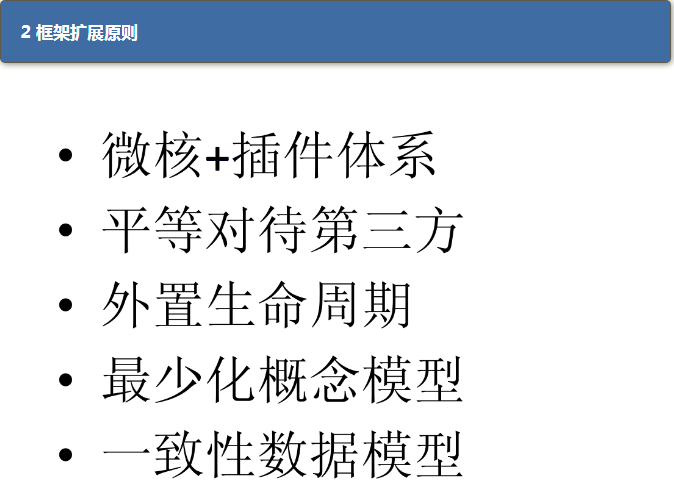 2 框架扩展原则
• 微核+插件体系
• 平等对待第三方
• 外置生命周期
• 最少化概念模型
• 一致性数据模型